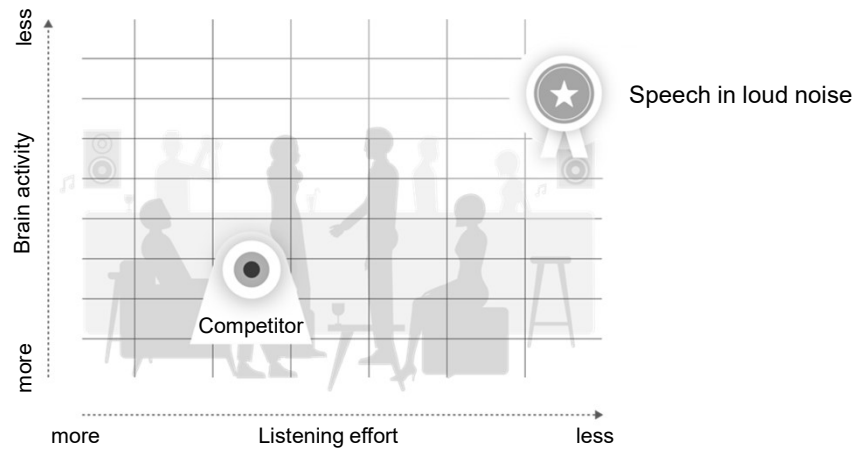 less
Speech in loud noise
Brain activity
Competitor
more
more
Listening effort
less